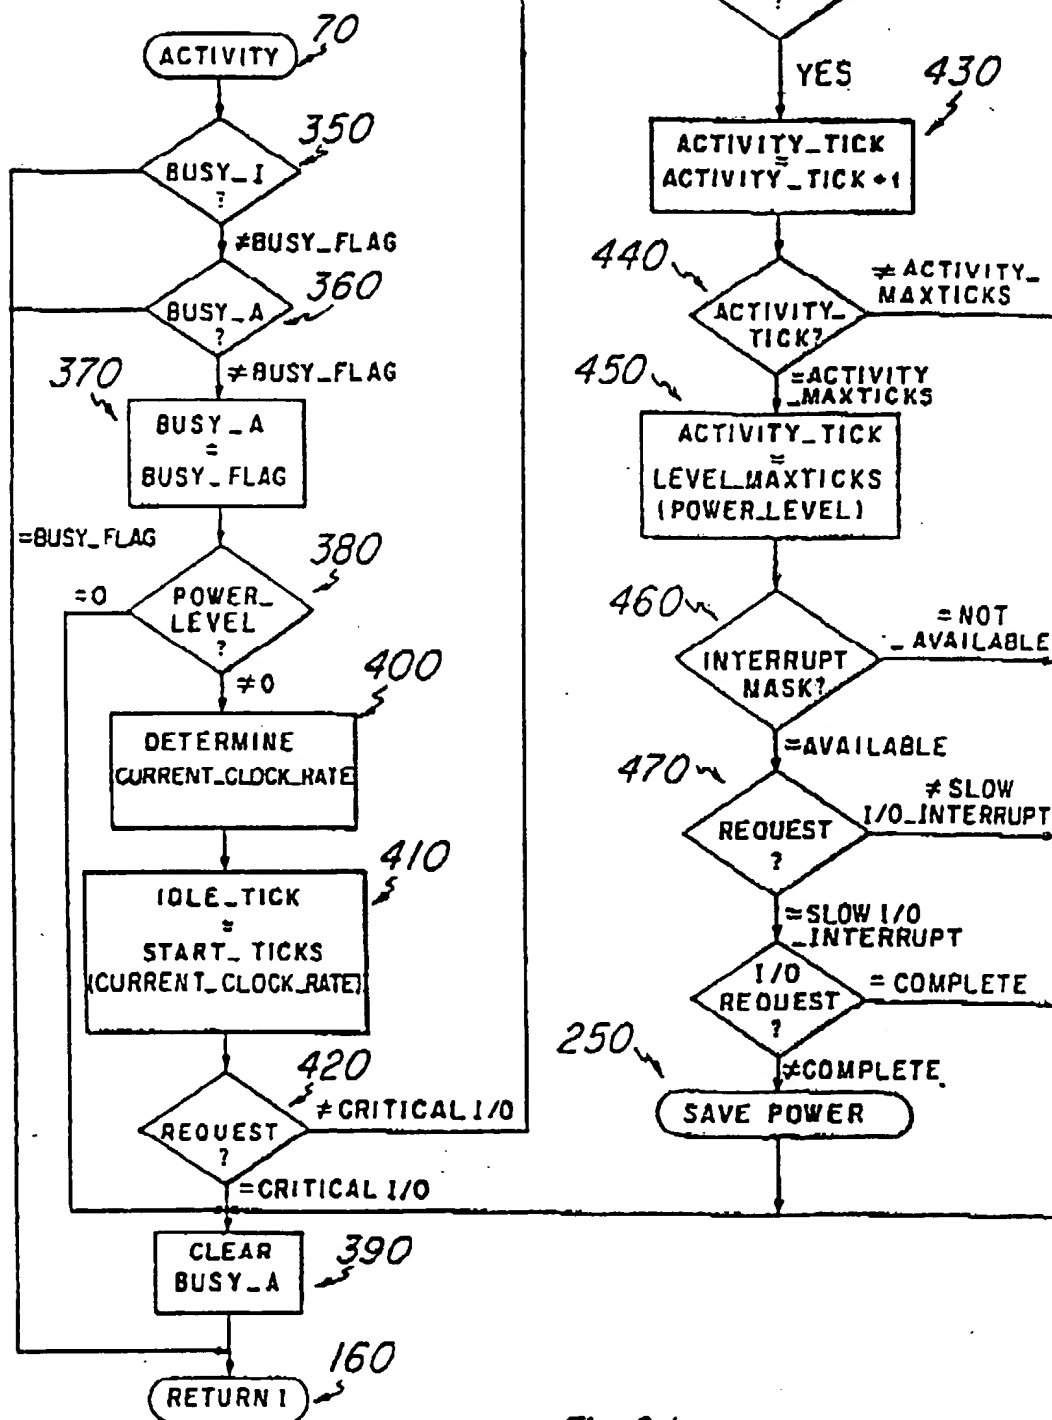 ACTIVITY
70
BUSY_I
?
350
≠BUSY_FLAG
BUSY_A
?
360
≠BUSY_FLAG
370
BUSY_A
=
BUSY_FLAG
=BUSY_FLAG
380
=0
POWER_
LEVEL
?
≠0
400
DETERMINE
CURRENT_CLOCK_RATE
410
IDLE_TICK
=
START_TICKS
(CURRENT_CLOCK_RATE)
420
REQUEST
?
≠CRITICAL I/O
=CRITICAL I/O
CLEAR
BUSY_A
390
160
RETURN I
?
YES
430
ACTIVITY_TICK
=
ACTIVITY_TICK+1
440
ACTIVITY_
TICK?
≠ ACTIVITY_
MAXTICKS
450
=ACTIVITY
_MAXTICKS
ACTIVITY_TICK
=
LEVEL_MAXTICKS
(POWER_LEVEL)
460
INTERRUPT
MASK?
=NOT
_AVAILABLE
=AVAILABLE
470
REQUEST
?
≠SLOW
I/O_INTERRUPT
=SLOW I/O
_INTERRUPT
I/O
REQUEST
?
= COMPLETE
250
≠COMPLETE
SAVE POWER